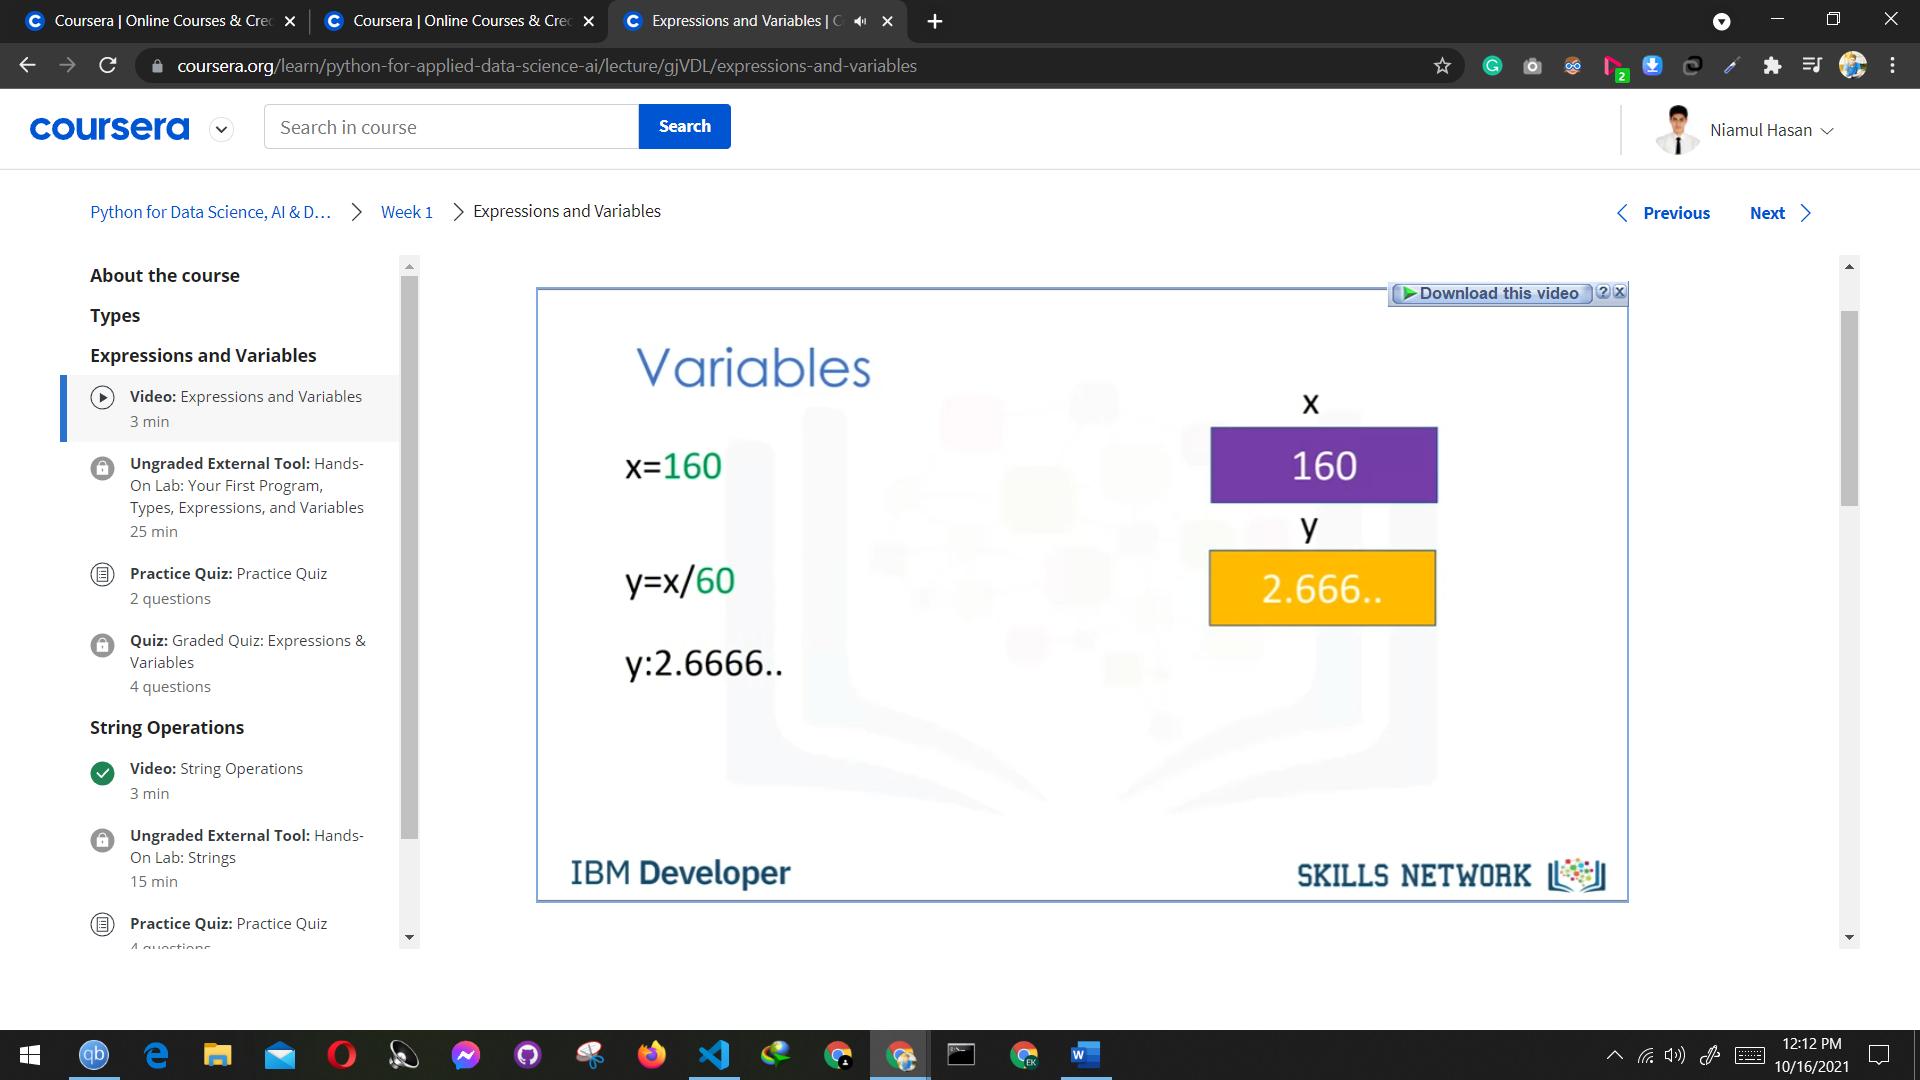 Coursera | Online Courses & Cre
Coursera | Online Courses & Cre
Expressions and Variables | C
coursera.org/learn/python-for-applied-data-science-ai/lecture/gjVDL/expressions-and-variables
2
coursera
Search in course
Search
Niamul Hasan
Python for Data Science, AI & D...
Week 1
Expressions and Variables
Previous
Next
About the course
Types
Expressions and Variables
Video: Expressions and Variables
3 min
Ungraded External Tool: Hands-
On Lab: Your First Program,
Types, Expressions, and Variables
25 min
Practice Quiz: Practice Quiz
2 questions
Quiz: Graded Quiz: Expressions &
Variables
4 questions
String Operations
Video: String Operations
3 min
Ungraded External Tool: Hands-
On Lab: Strings
15 min
Practice Quiz: Practice Quiz
4 questions
Download this video
Variables
x=160
y=x/60
y:2.6666..
x
160
y
2.666..
IBM Developer
SKILLS NETWORK
qb
EK
12:12 PM
10/16/2021